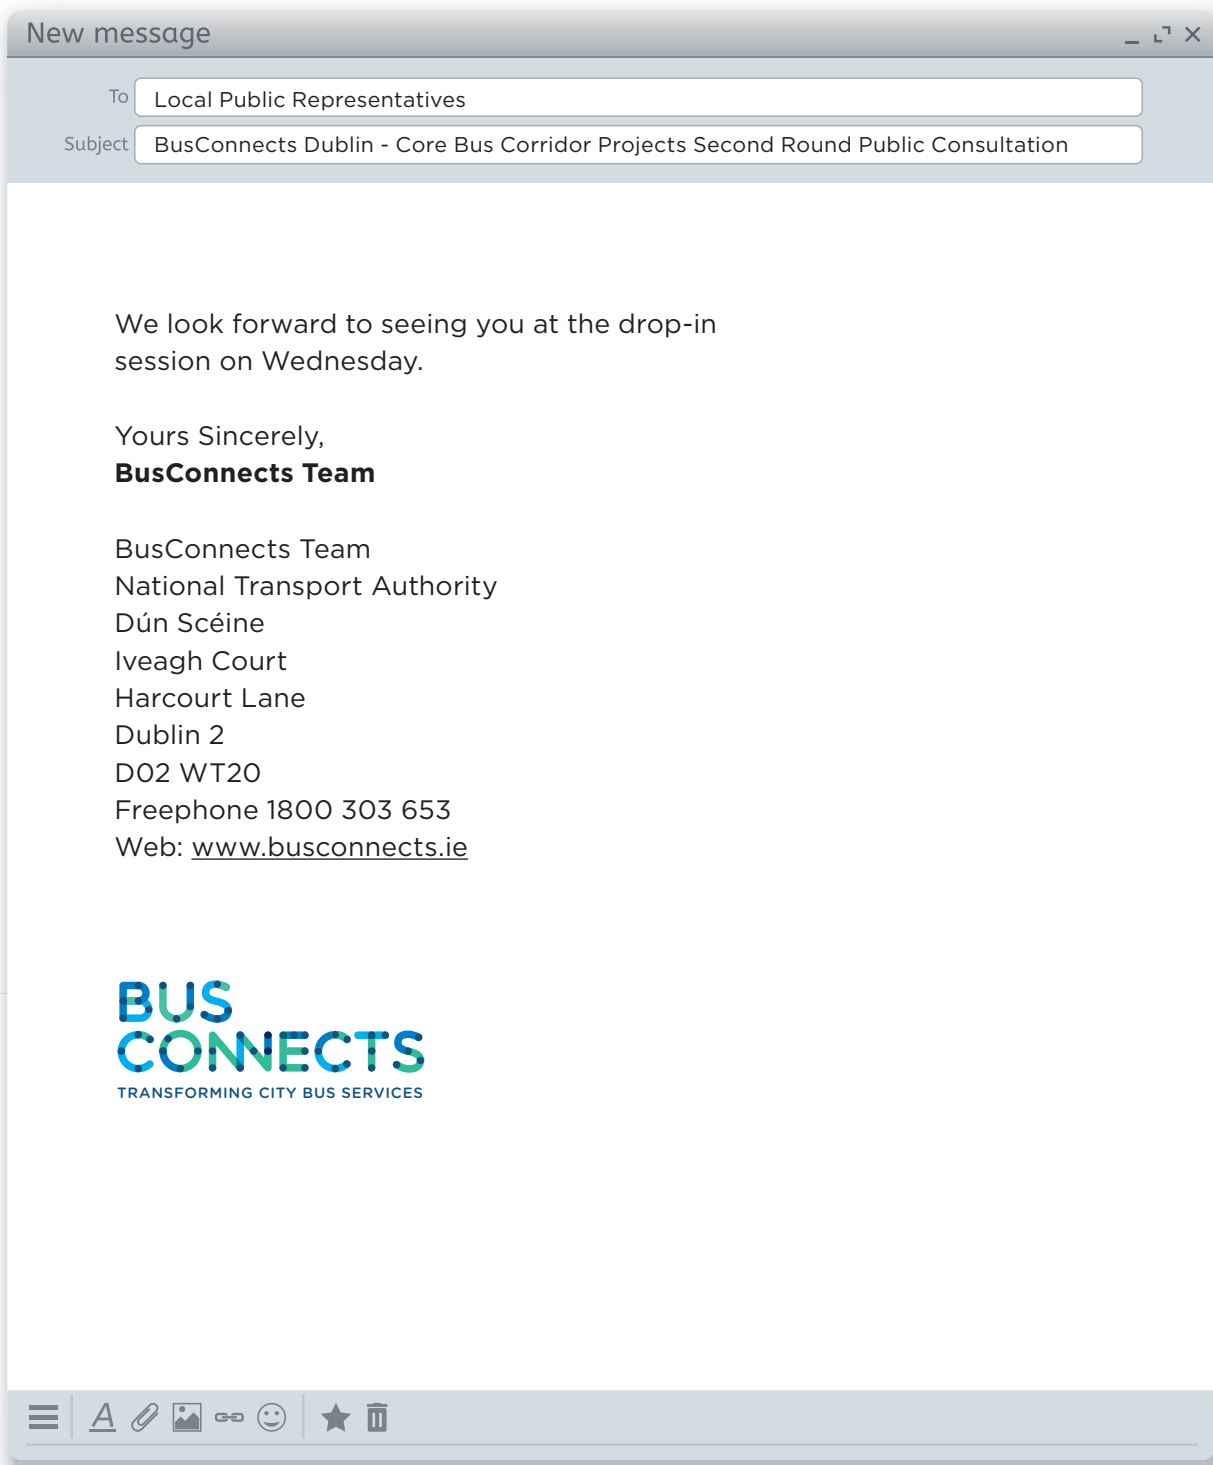 New message
To Local Public Representatives
Subject BusConnects Dublin - Core Bus Corridor Projects Second Round Public Consultation
We look forward to seeing you at the drop-in
session on Wednesday.
Yours Sincerely,
BusConnects Team
BusConnects Team
National Transport Authority
Dún Scéine
Iveagh Court
Harcourt Lane
Dublin 2
D02 WT20
Freephone 1800 303 653
Web: www.busconnects.ie
BUS
CONNECTS
TRANSFORMING CITY BUS SERVICES
A